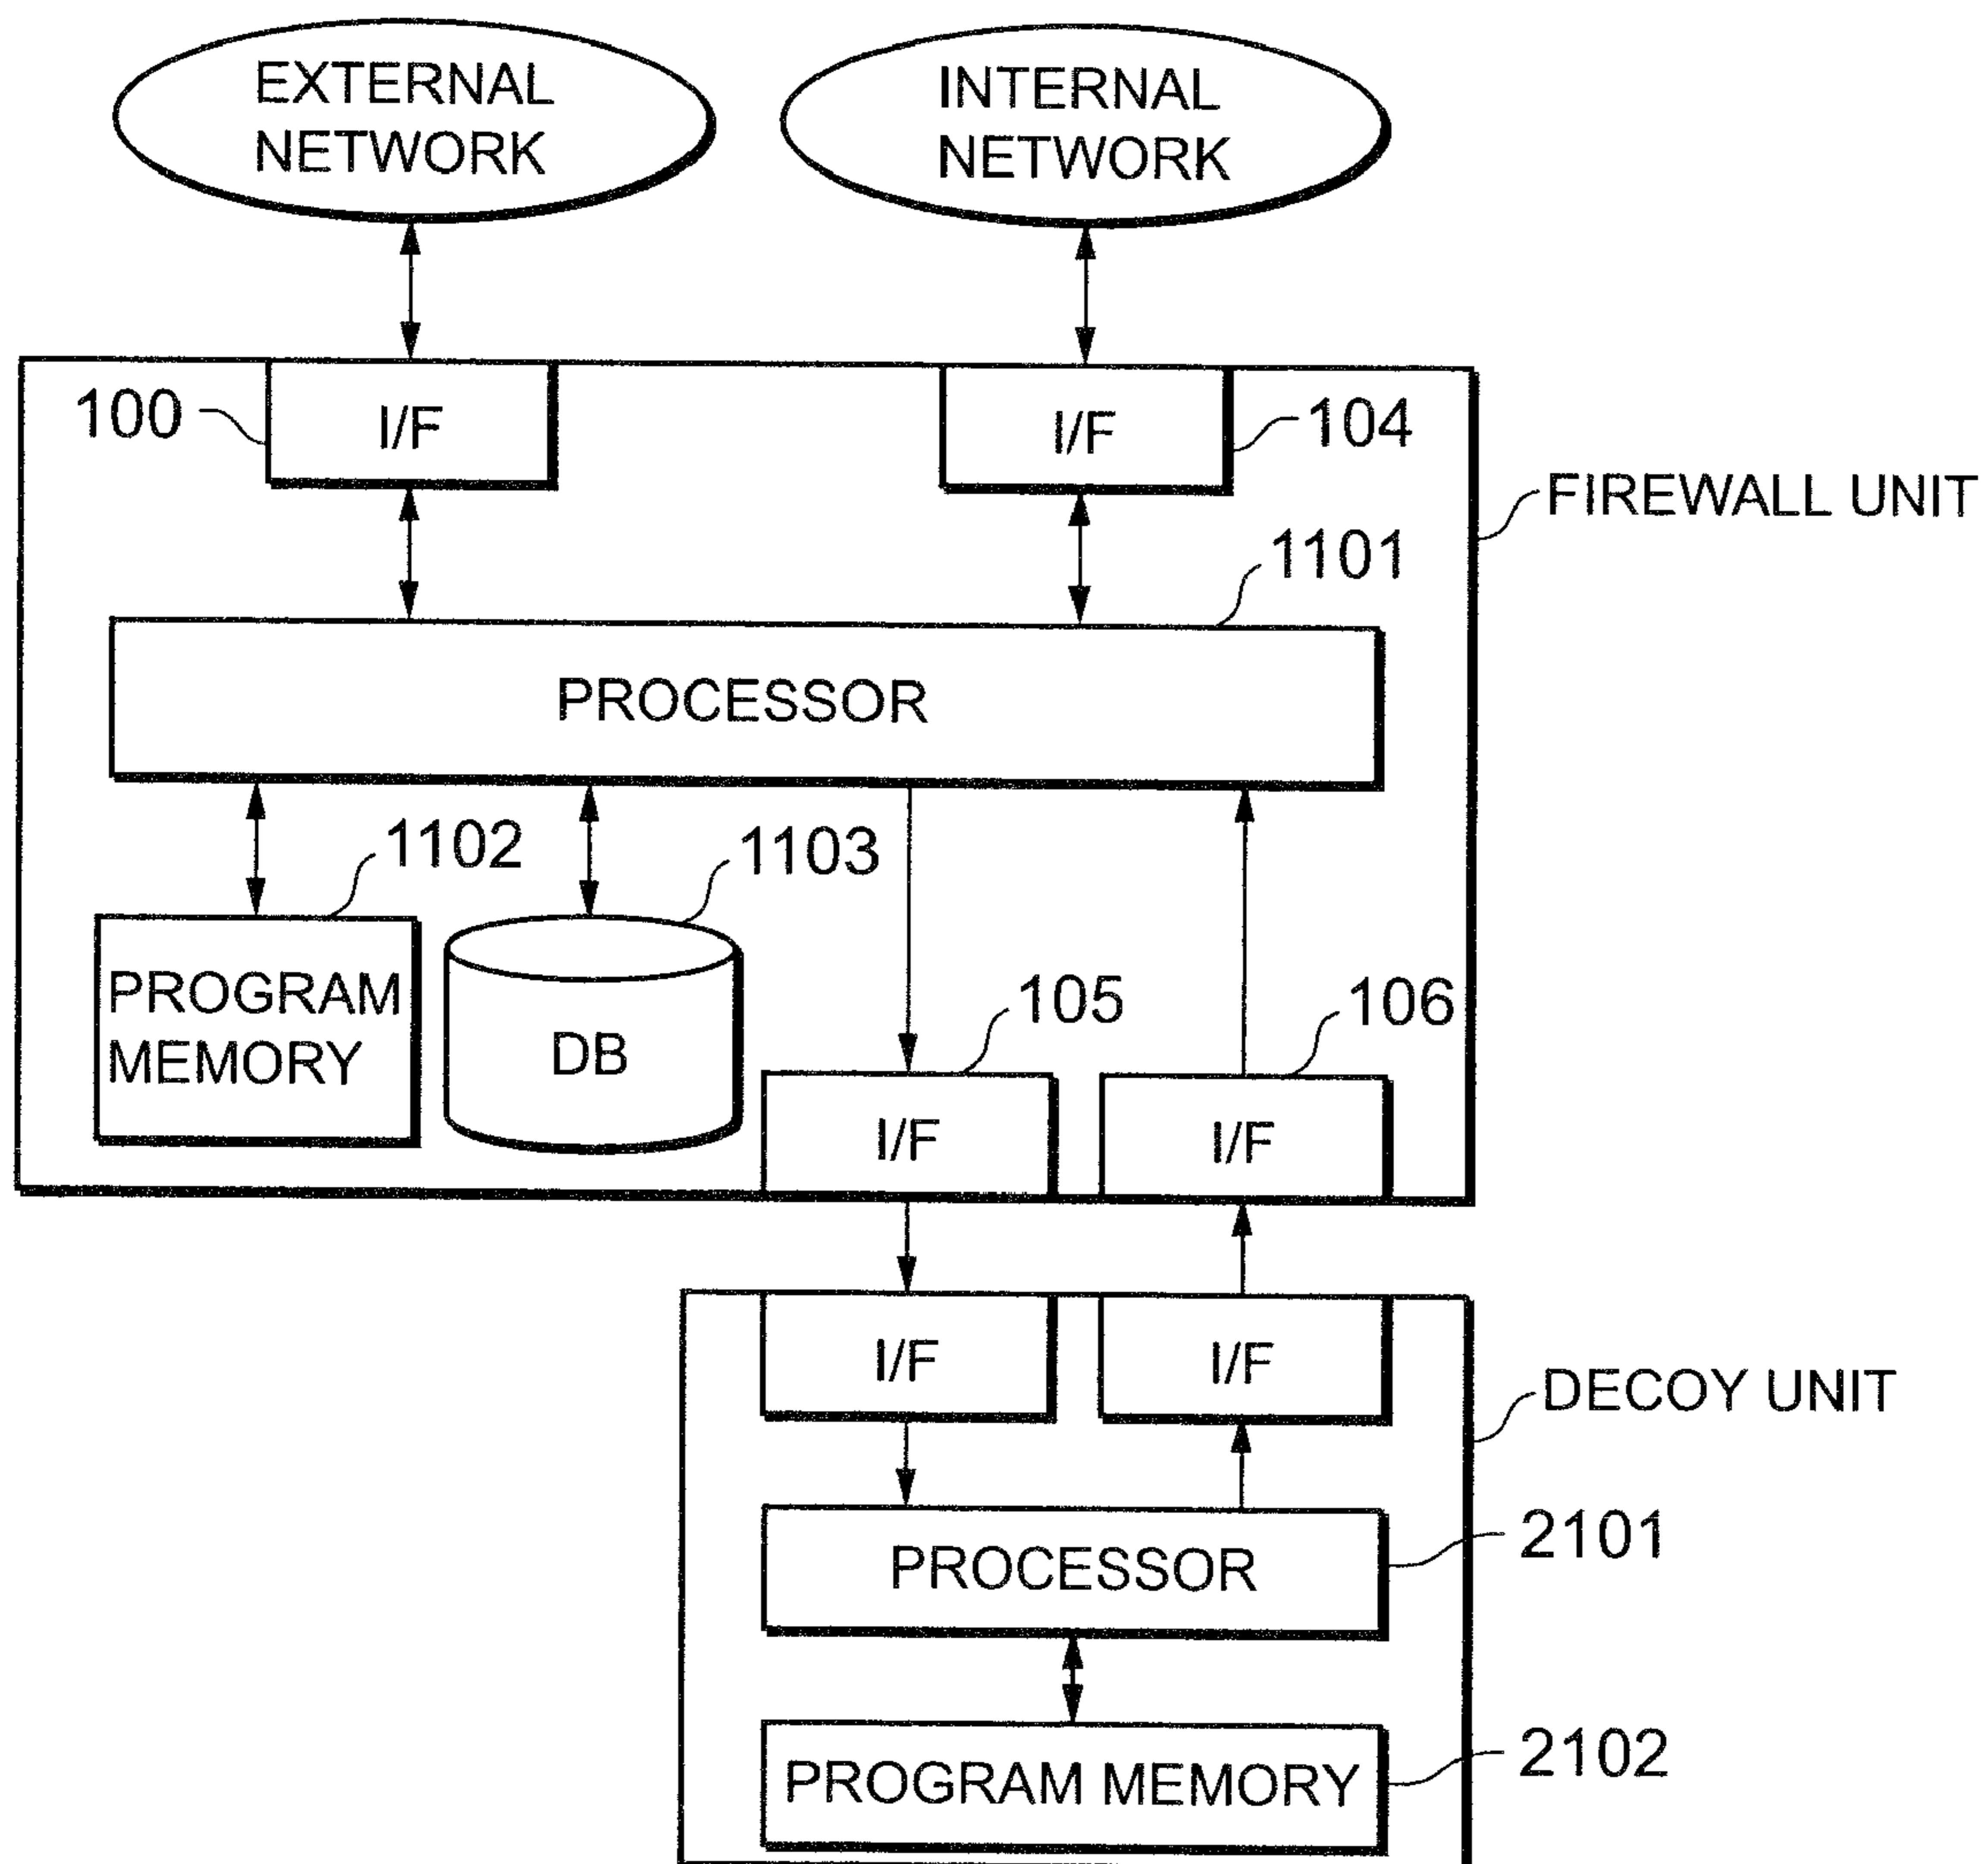 EXTERNAL
NETWORK
INTERNAL
NETWORK
100
I/F
I/F
104
FIREWALL UNIT
1101
PROCESSOR
1102
1103
PROGRAM
MEMORY
DB
105
106
I/F
I/F
I/F
I/F
DECOY UNIT
PROCESSOR
2101
PROGRAM MEMORY
2102